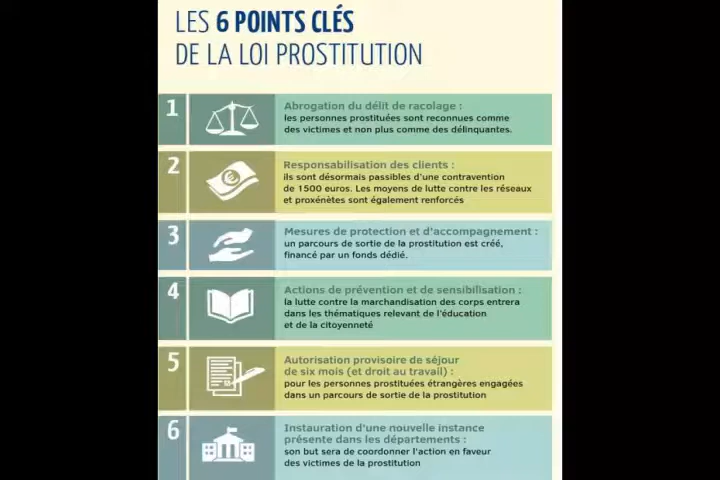 LES 6 POINTS CLÉS
DE LA LOI PROSTITUTION
1
Abrogation du délit de racolage :
les personnes prostituées sont reconnues comme
des victimes et non plus comme des délinquantes.
2
Responsabilisation des clients :
ils sont désormais passibles d'une contravention
de 1500 euros. Les moyens de lutte contre les réseaux
et proxénètes sont également renforcés
3
Mesures de protection et d'accompagnement :
un parcours de sortie de la prostitution est créé,
financé par un fonds dédié.
4
Actions de prévention et de sensibilisation :
la lutte contre la marchandisation des corps entrera
dans les thématiques relevant de l'éducation
et de la citoyenneté
5
Autorisation provisoire de séjour
de six mois (et droit au travail) :
pour les personnes prostituées étrangères engagées
dans un parcours de sortie de la prostitution
6
Instauration d'une nouvelle instance
présente dans les départements :
son but sera de coordonner l'action en faveur
des victimes de la prostitution